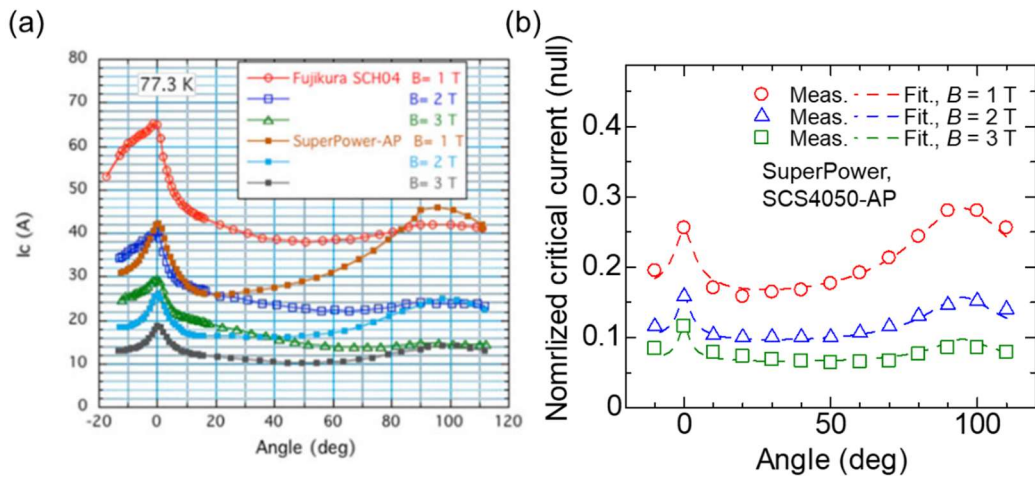 (a)
80
70
60
50
40
30
20
10
0
Ic (A)
77.3 K
Fujikura SCH04 B= 1 T
B= 2 T
B= 3 T
SuperPower-AP B= 1 T
B= 2 T
B= 3 T
-20 0 20 40 60 80 100 120
Angle (deg)
(b)
Nomrlized critical current (null)
0.4
0.3
0.2
0.1
0
Meas. Fit., B = 1 T
Meas. Fit., B = 2 T
Meas. Fit., B = 3 T
SuperPower,
SCS4050-AP
0 50 100
Angle (deg)